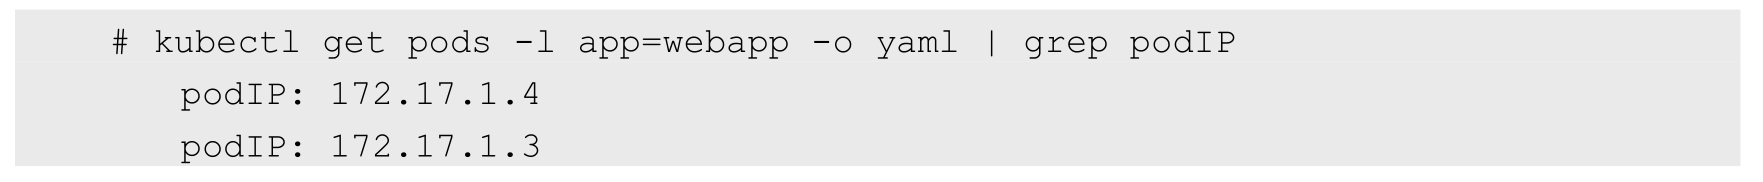 # kubectl get pods -l app=webapp -o yaml | grep podIP
podIP: 172.17.1.4
podIP: 172.17.1.3